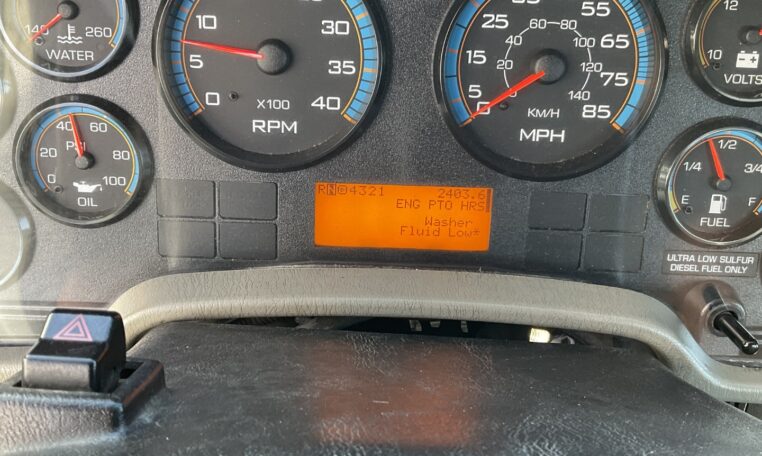 140
260
WATER
10
30
5
35
0
40
X100
RPM
55
25
65
15
75
5
85
0
60 80
40
100
20
120
0
140
KM/H
MPH
12
10
VOLTS
40 60
20
80
0
100
PSI
OIL
RN 4321 2403.6
ENG PTO HRS
Washer
Fluid Low*
1/2
1/4
3/4
E
F
FUEL
ULTRA LOW SULFUR
DIESEL FUEL ONLY